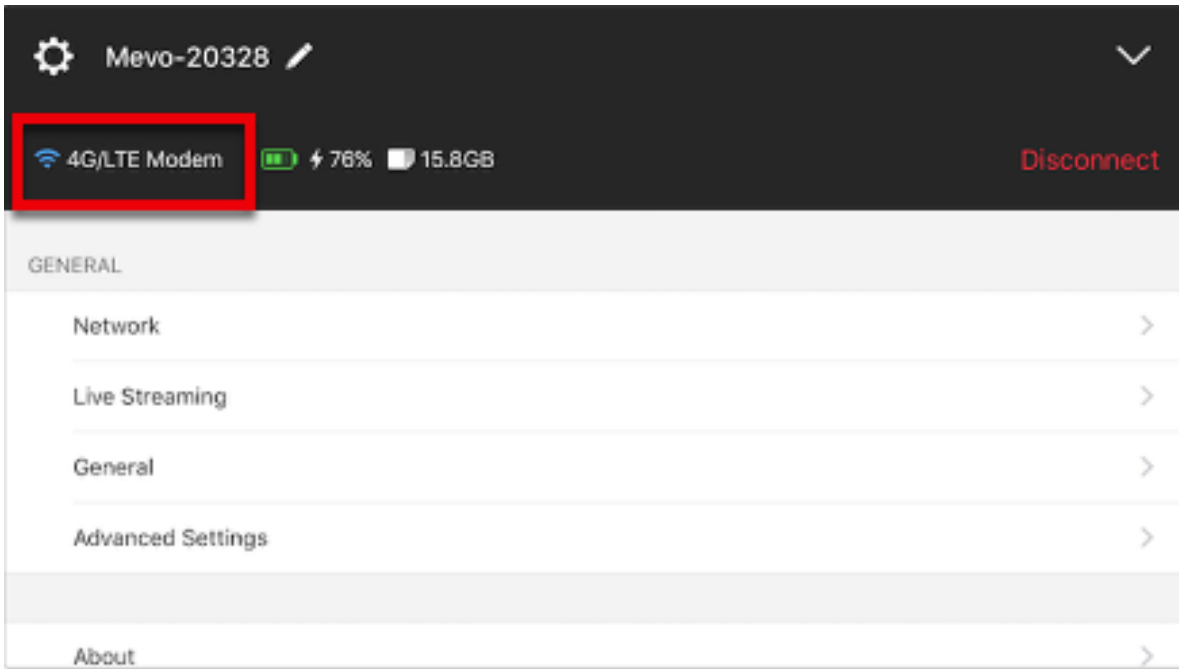 Mevo-20328
4G/LTE Modem 76% 15.8GB Disconnect
GENERAL
Network
Live Streaming
General
Advanced Settings
About